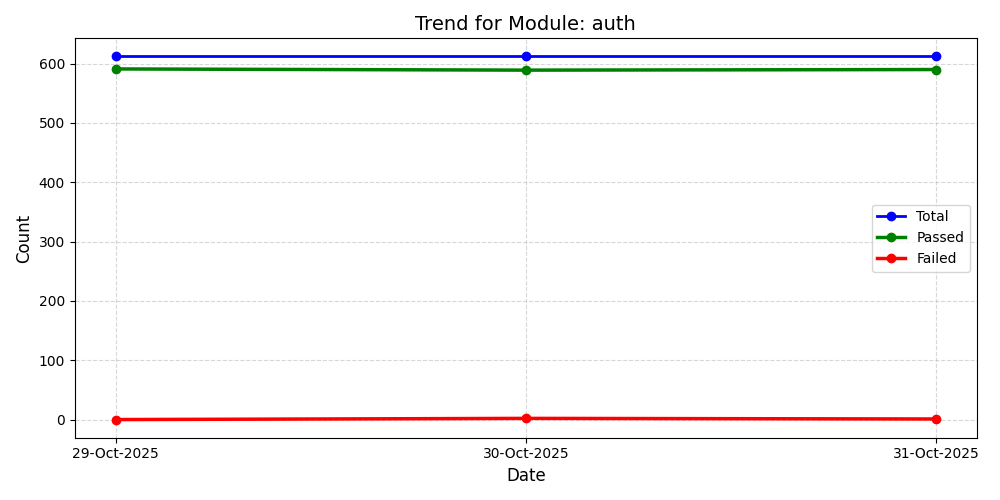 Trend for Module: auth
600
500
400
300
200
100
0
Count
Total
Passed
Failed
29-Oct-2025
30-Oct-2025
31-Oct-2025
Date